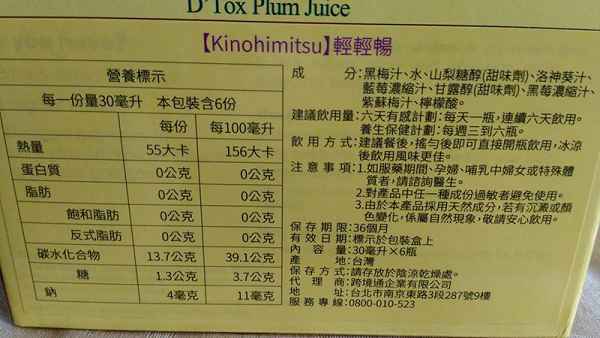 D'Tox Plum Juice
【Kinohimitsu】輕輕暢
營養標示
每一份量30毫升 本包裝含6份
每份 每100毫升
熱量 55大卡 156大卡
蛋白質 0公克 0公克
脂肪 0公克 0公克
飽和脂肪 0公克 0公克
反式脂肪 0公克 0公克
碳水化合物 13.7公克 39.1公克
糖 1.3公克 3.7公克
鈉 4毫克 11毫克
成 分:黑梅汁、水、山梨糖醇(甜味劑)、洛神葵汁、
藍莓濃縮汁、甘露醇(甜味劑)、黑莓濃縮汁、
紫蘇梅汁、檸檬酸。
建議飲用量:六天有感計劃:每天一瓶,連續六天飲用。
養生保健計劃:每週三到六瓶。
飲用方式:建議餐後,搖勻後即可直接開瓶飲用,冰涼
後飲用風味更佳。
注意事項:1.如服藥期間、孕婦、哺乳中婦女或特殊體
質者,請諮詢醫生。
2.對產品中任一種成份過敏者避免使用。
3.由於本產品採用天然成分,若有沉澱或顏
色變化,係屬自然現象,敬請安心飲用。
保存期限:36個月
有效日期:標示於包裝盒上
內容量:30毫升×6瓶
產地:台灣
保存方式:請存放於陰涼乾燥處。
代理商:跨境通企業有限公司
地址:台北市南京東路3段287號9樓
服務專線:0800-010-523